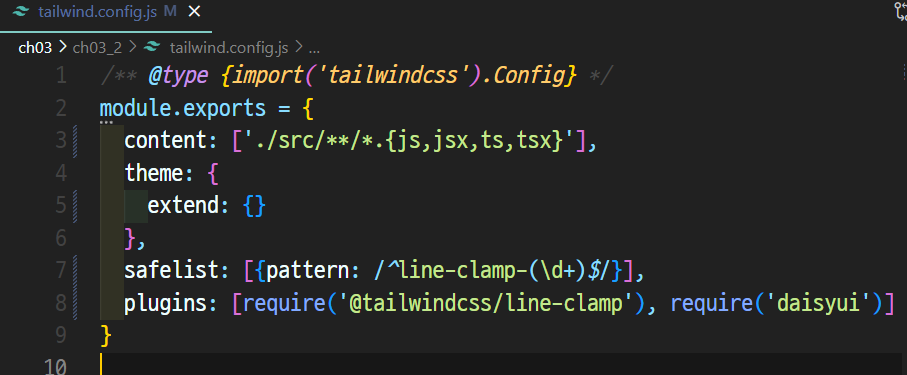 tailwind.config.js M ×
ch03 > ch03_2 > tailwind.config.js > ...
1 /** @type {import('tailwindcss').Config} */
2 module.exports = {
3   content: ['./src/**/*.{js,jsx,ts,tsx}'],
4   theme: {
5     extend: {}
6   },
7   safelist: [{pattern: /^line-clamp-(\d+)$/}],
8   plugins: [require('@tailwindcss/line-clamp'), require('daisyui')]
9 }
10